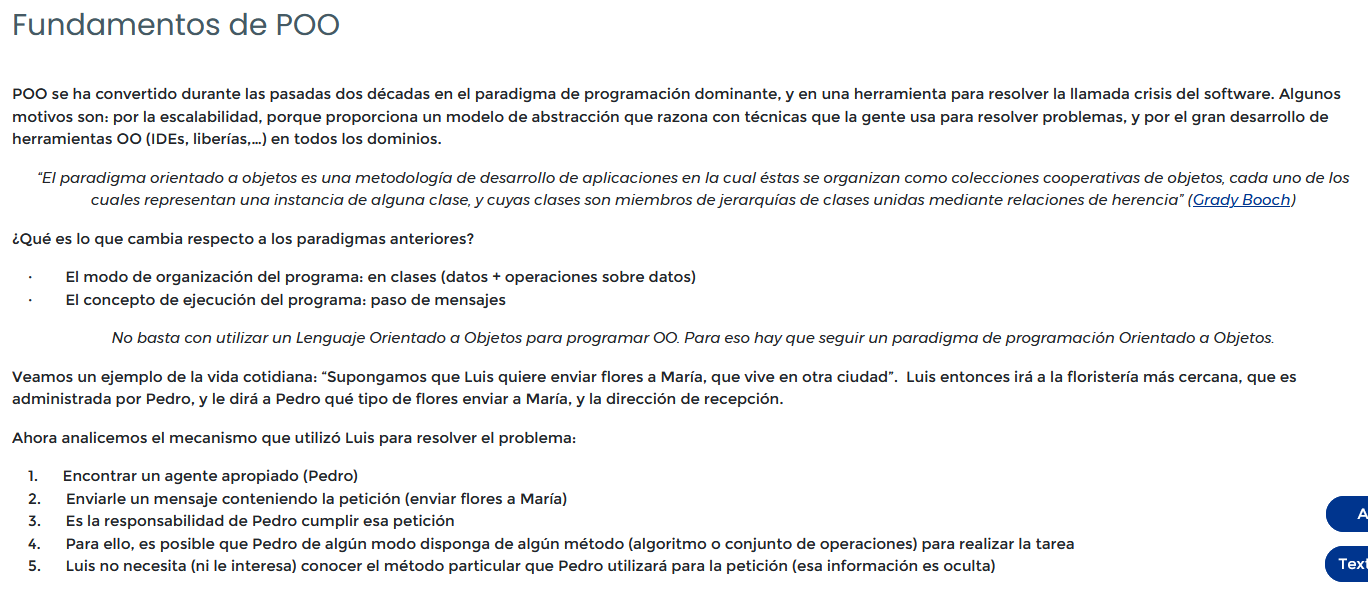 Fundamentos de POO
POO se ha convertido durante las pasadas dos décadas en el paradigma de programación dominante, y en una herramienta para resolver la llamada crisis del software. Algunos
motivos son: por la escalabilidad, porque proporciona un modelo de abstracción que razona con técnicas que la gente usa para resolver problemas, y por el gran desarrollo de
herramientas OO (IDEs, liberías,...) en todos los dominios.
“El paradigma orientado a objetos es una metodología de desarrollo de aplicaciones en la cual éstas se organizan como colecciones cooperativas de objetos, cada uno de los
cuales representan una instancia de alguna clase, y cuyas clases son miembros de jerarquías de clases unidas mediante relaciones de herencia” (Grady Booch)
¿Qué es lo que cambia respecto a los paradigmas anteriores?
· El modo de organización del programa: en clases (datos + operaciones sobre datos)
· El concepto de ejecución del programa: paso de mensajes
No basta con utilizar un Lenguaje Orientado a Objetos para programar OO. Para eso hay que seguir un paradigma de programación Orientado a Objetos.
Veamos un ejemplo de la vida cotidiana: “Supongamos que Luis quiere enviar flores a María, que vive en otra ciudad”. Luis entonces irá a la floristería más cercana, que es
administrada por Pedro, y le dirá a Pedro qué tipo de flores enviar a María, y la dirección de recepción.
Ahora analicemos el mecanismo que utilizó Luis para resolver el problema:
1. Encontrar un agente apropiado (Pedro)
2. Enviarle un mensaje conteniendo la petición (enviar flores a María)
3. Es la responsabilidad de Pedro cumplir esa petición
4. Para ello, es posible que Pedro de algún modo disponga de algún método (algoritmo o conjunto de operaciones) para realizar la tarea
5. Luis no necesita (ni le interesa) conocer el método particular que Pedro utilizará para la petición (esa información es oculta)